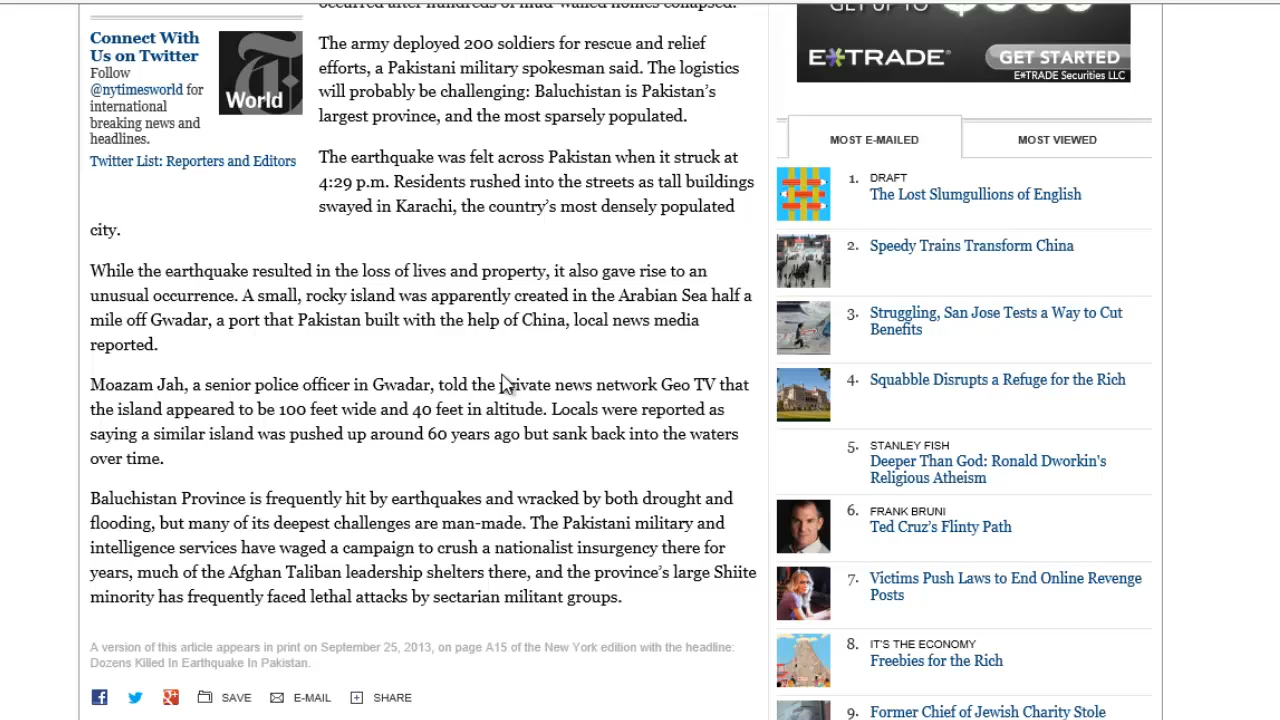 occurred after hundreds of mud-walled homes collapsed.
Connect With
Us on Twitter
Follow
@nytimesworld for
international
breaking news and
headlines.
Twitter List: Reporters and Editors
World
The army deployed 200 soldiers for rescue and relief
efforts, a Pakistani military spokesman said. The logistics
will probably be challenging: Baluchistan is Pakistan's
largest province, and the most sparsely populated.
The earthquake was felt across Pakistan when it struck at
4:29 p.m. Residents rushed into the streets as tall buildings
swayed in Karachi, the country's most densely populated
city.
While the earthquake resulted in the loss of lives and property, it also gave rise to an
unusual occurrence. A small, rocky island was apparently created in the Arabian Sea half a
mile off Gwadar, a port that Pakistan built with the help of China, local news media
reported.
Moazam Jah, a senior police officer in Gwadar, told the private news network Geo TV that
the island appeared to be 100 feet wide and 40 feet in altitude. Locals were reported as
saying a similar island was pushed up around 60 years ago but sank back into the waters
over time.
Baluchistan Province is frequently hit by earthquakes and wracked by both drought and
flooding, but many of its deepest challenges are man-made. The Pakistani military and
intelligence services have waged a campaign to crush a nationalist insurgency there for
years, much of the Afghan Taliban leadership shelters there, and the province's large Shiite
minority has frequently faced lethal attacks by sectarian militant groups.
A version of this article appears in print on September 25, 2013, on page A15 of the New York edition with the headline:
Dozens Killed In Earthquake In Pakistan.
SAVE E-MAIL SHARE
GET UP TO
E*TRADE GET STARTED
E*TRADE Securities LLC
MOST E-MAILED MOST VIEWED
1. DRAFT
The Lost Slumgullions of English
2. Speedy Trains Transform China
3. Struggling, San Jose Tests a Way to Cut
Benefits
4. Squabble Disrupts a Refuge for the Rich
5. STANLEY FISH
Deeper Than God: Ronald Dworkin's
Religious Atheism
6. FRANK BRUNI
Ted Cruz's Flinty Path
7. Victims Push Laws to End Online Revenge
Posts
8. IT'S THE ECONOMY
Freebies for the Rich
9. Former Chief of Jewish Charity Stole